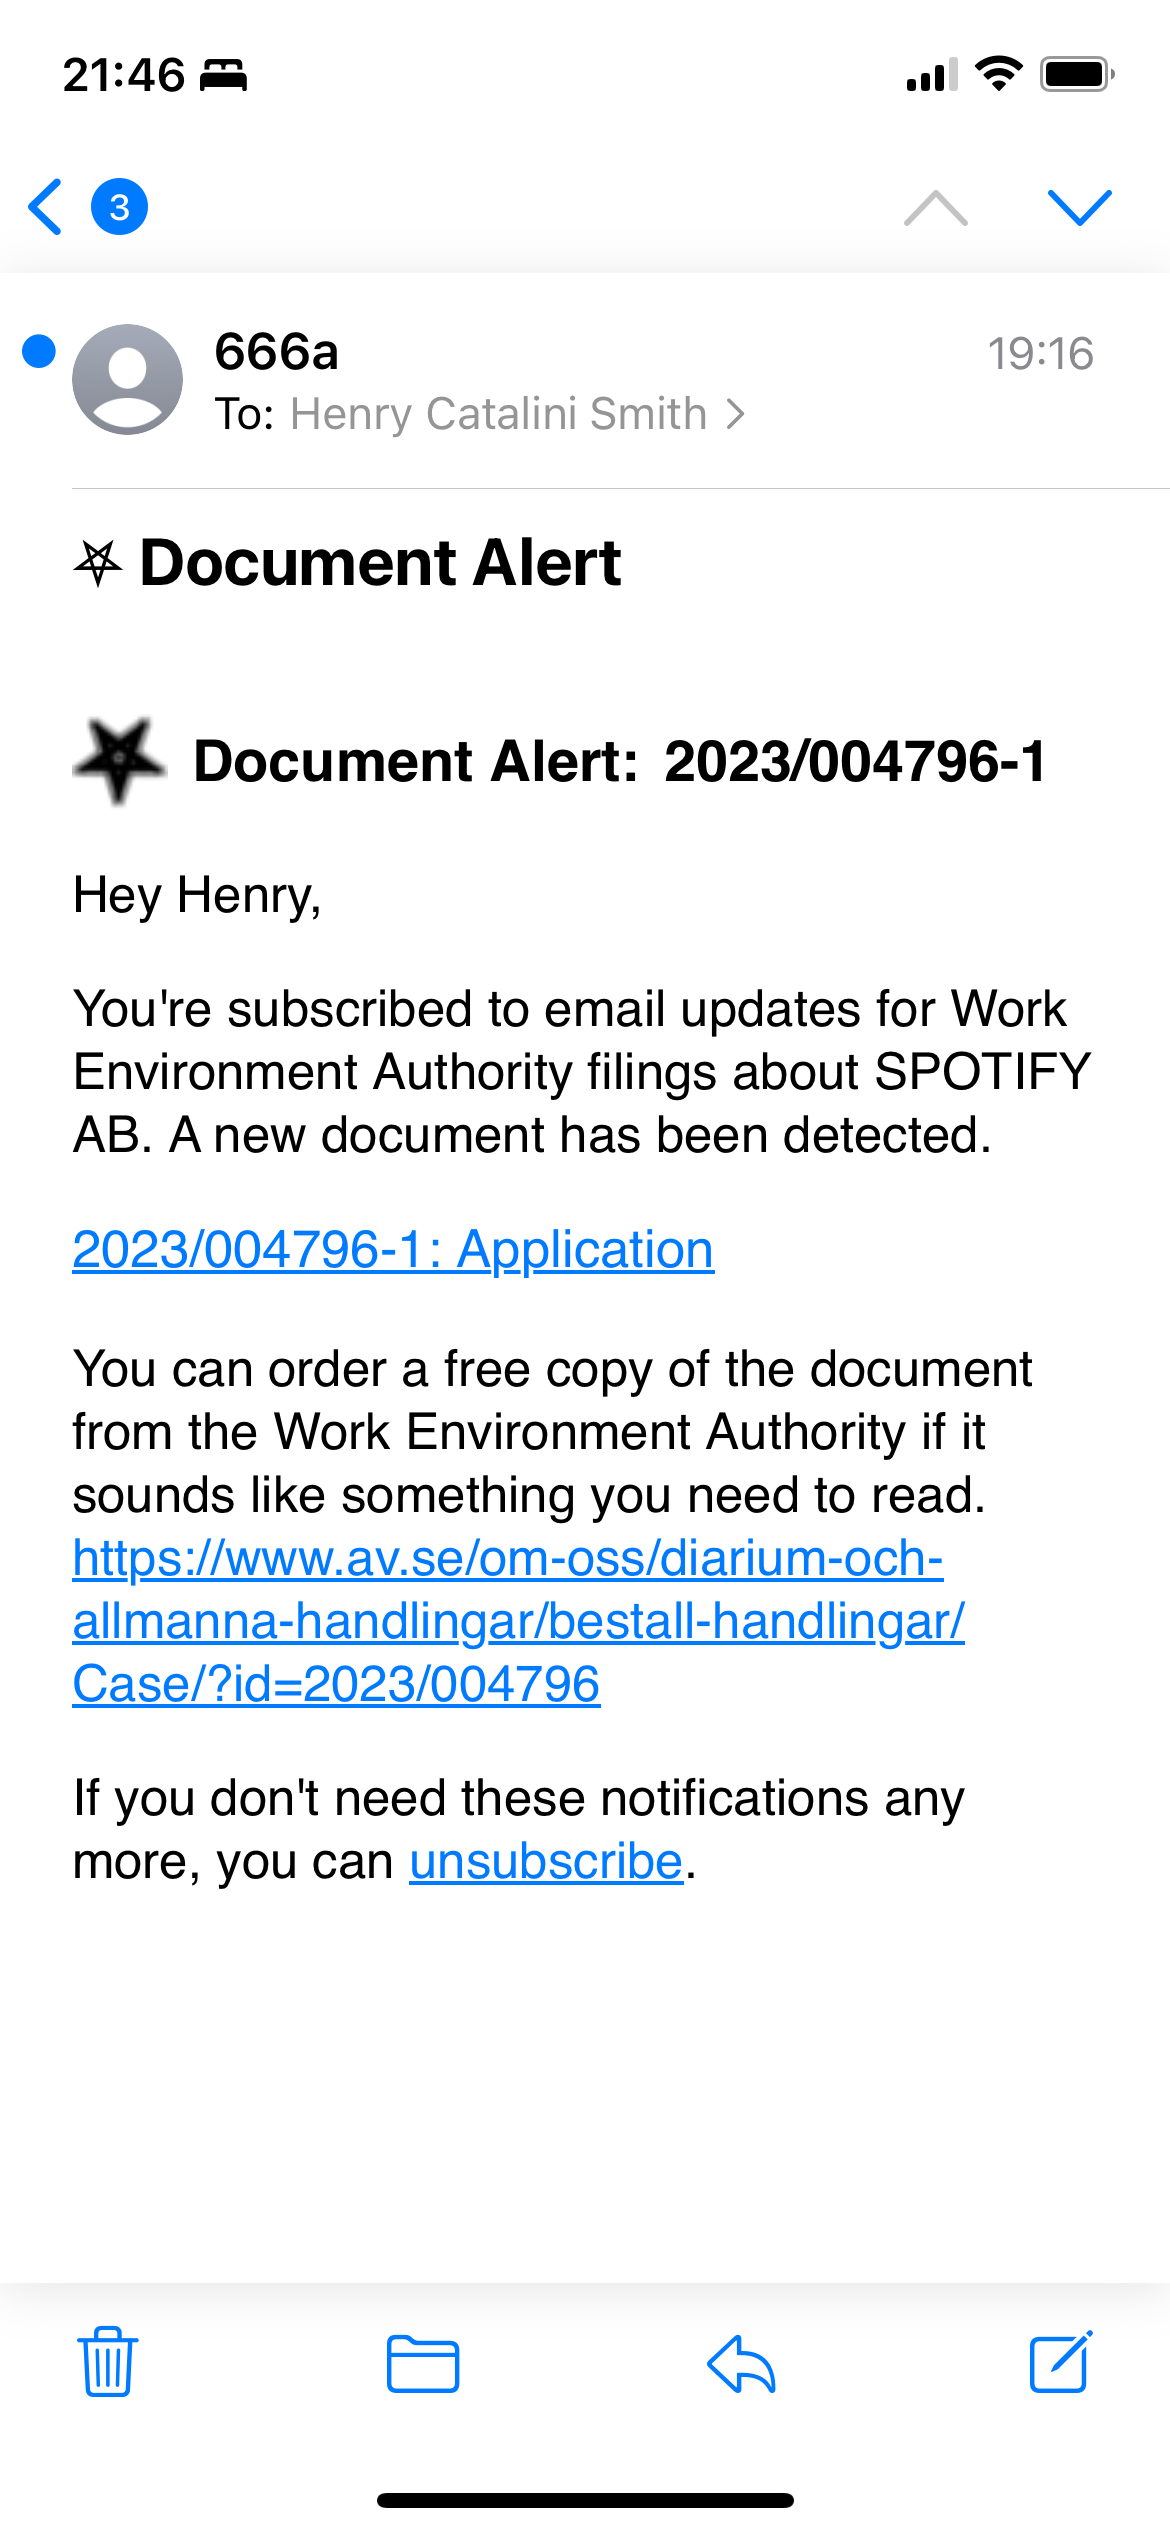 21:46
3
666a
19:16
To: Henry Catalini Smith
Document Alert
Document Alert: 2023/004796-1
Hey Henry,
You're subscribed to email updates for Work
Environment Authority filings about SPOTIFY
AB. A new document has been detected.
2023/004796-1: Application
You can order a free copy of the document
from the Work Environment Authority if it
sounds like something you need to read.
https://www.av.se/om-oss/diarium-och-
allmanna-handlingar/bestall-handlingar/
Case/?id=2023/004796
If you don't need these notifications any
more, you can unsubscribe.